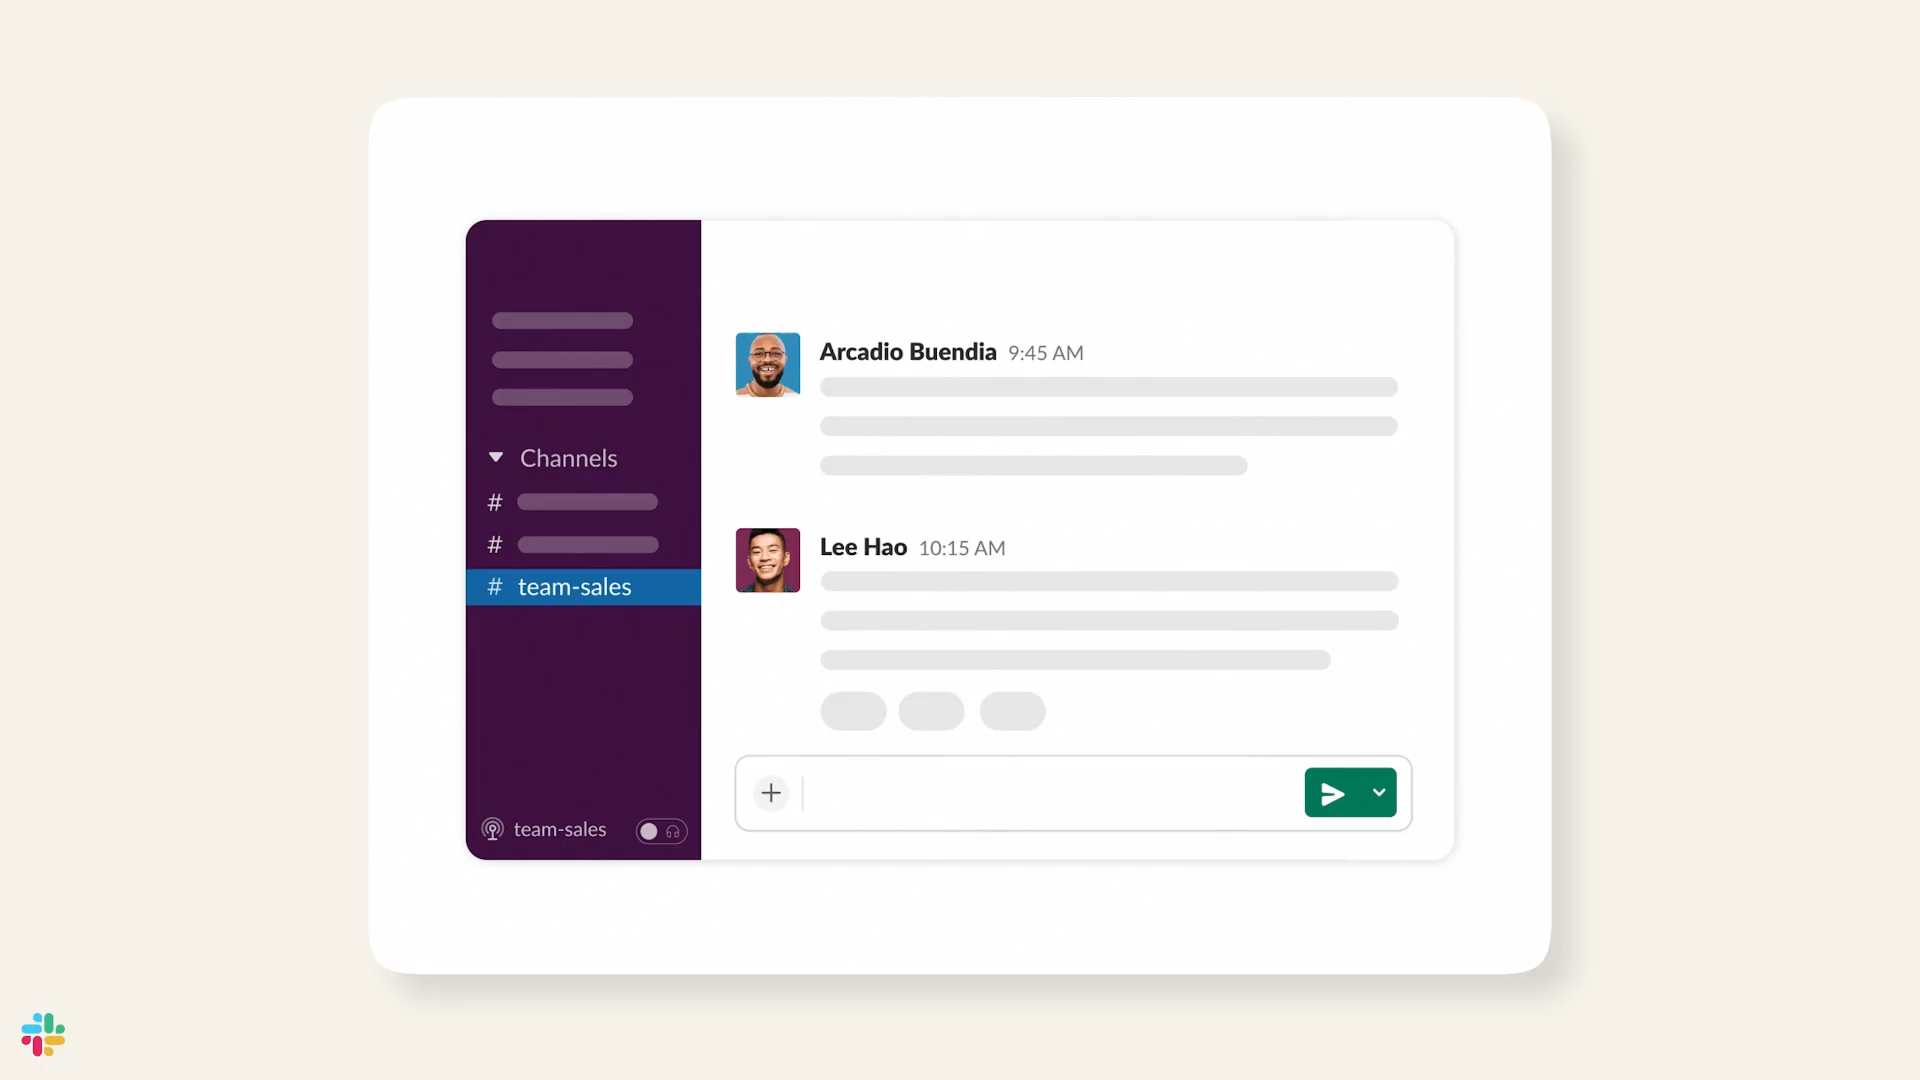 Channels
#
#
# team-sales
team-sales
Arcadio Buendia 9:45 AM
Lee Hao 10:15 AM